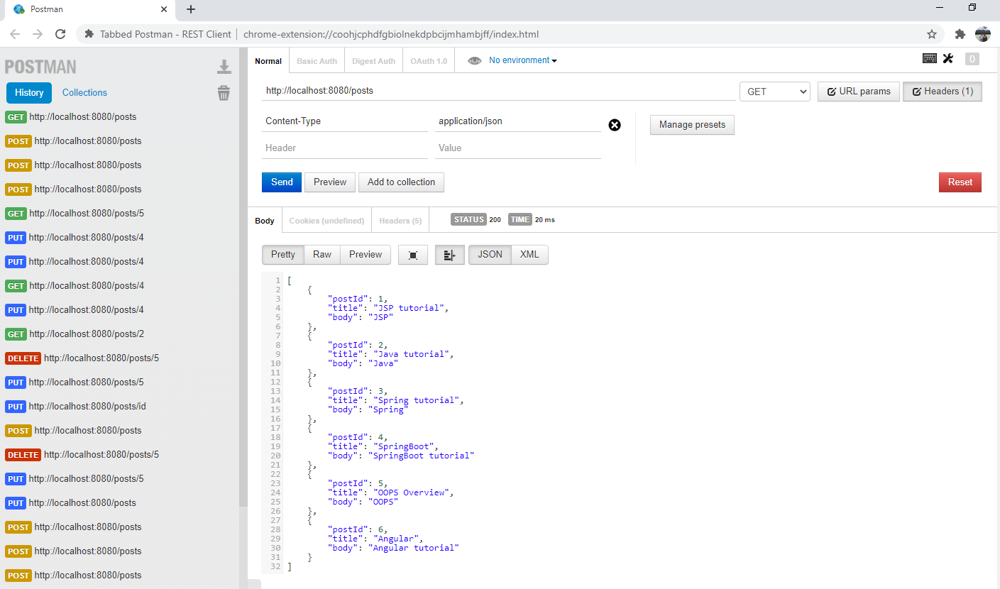 Postman
Tabbed Postman - REST Client | chrome-extension://coohjcphdfgbiolnekdpbcijmhambjff/index.html
POSTMAN
History Collections
GET http://localhost:8080/posts
POST http://localhost:8080/posts
POST http://localhost:8080/posts
POST http://localhost:8080/posts
GET http://localhost:8080/posts/5
PUT http://localhost:8080/posts/4
PUT http://localhost:8080/posts/4
GET http://localhost:8080/posts/4
PUT http://localhost:8080/posts/4
GET http://localhost:8080/posts/2
DELETE http://localhost:8080/posts/5
PUT http://localhost:8080/posts/5
PUT http://localhost:8080/posts/id
POST http://localhost:8080/posts
DELETE http://localhost:8080/posts/5
PUT http://localhost:8080/posts/5
PUT http://localhost:8080/posts
POST http://localhost:8080/posts
POST http://localhost:8080/posts
POST http://localhost:8080/posts
Normal Basic Auth Digest Auth OAuth 1.0 No environment 0
http://localhost:8080/posts GET URL params Headers (1)
Content-Type application/json Manage presets
Header Value
Send Preview Add to collection Reset
Body Cookies (undefined) Headers (5) STATUS 200 TIME 20 ms
Pretty Raw Preview JSON XML
1 [
2 {
3 "postId": 1,
4 "title": "JSP tutorial",
5 "body": "JSP"
6 },
7 {
8 "postId": 2,
9 "title": "Java tutorial",
10 "body": "Java"
11 },
12 {
13 "postId": 3,
14 "title": "Spring tutorial",
15 "body": "Spring"
16 },
17 {
18 "postId": 4,
19 "title": "SpringBoot",
20 "body": "SpringBoot tutorial"
21 },
22 {
23 "postId": 5,
24 "title": "OOPS Overview",
25 "body": "OOPS"
26 },
27 {
28 "postId": 6,
29 "title": "Angular",
30 "body": "Angular tutorial"
31 }
32 ]